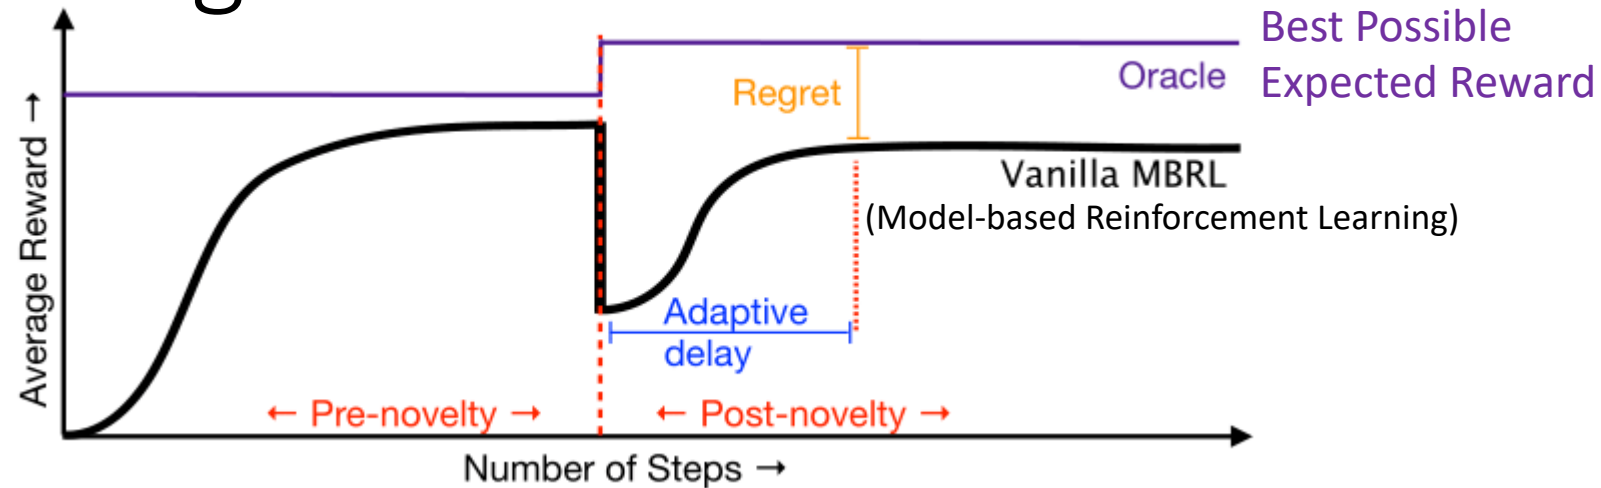 Best Possible
Expected Reward
Oracle
Regret
Average Reward →
Vanilla MBRL
(Model-based Reinforcement Learning)
Adaptive
delay
← Pre-novelty →
← Post-novelty →
Number of Steps →